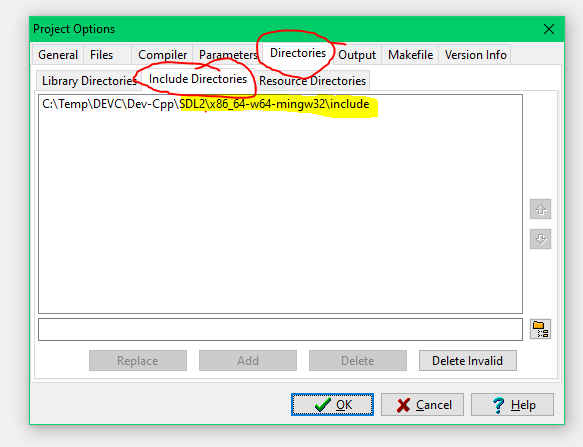 Project Options
General Files Compiler Parameters Directories Output Makefile Version Info
Library Directories Include Directories Resource Directories
C:\Temp\DEVC\Dev-Cpp\SDL2\x86_64-w64-mingw32\include
Replace Add Delete Delete Invalid
OK Cancel ? Help